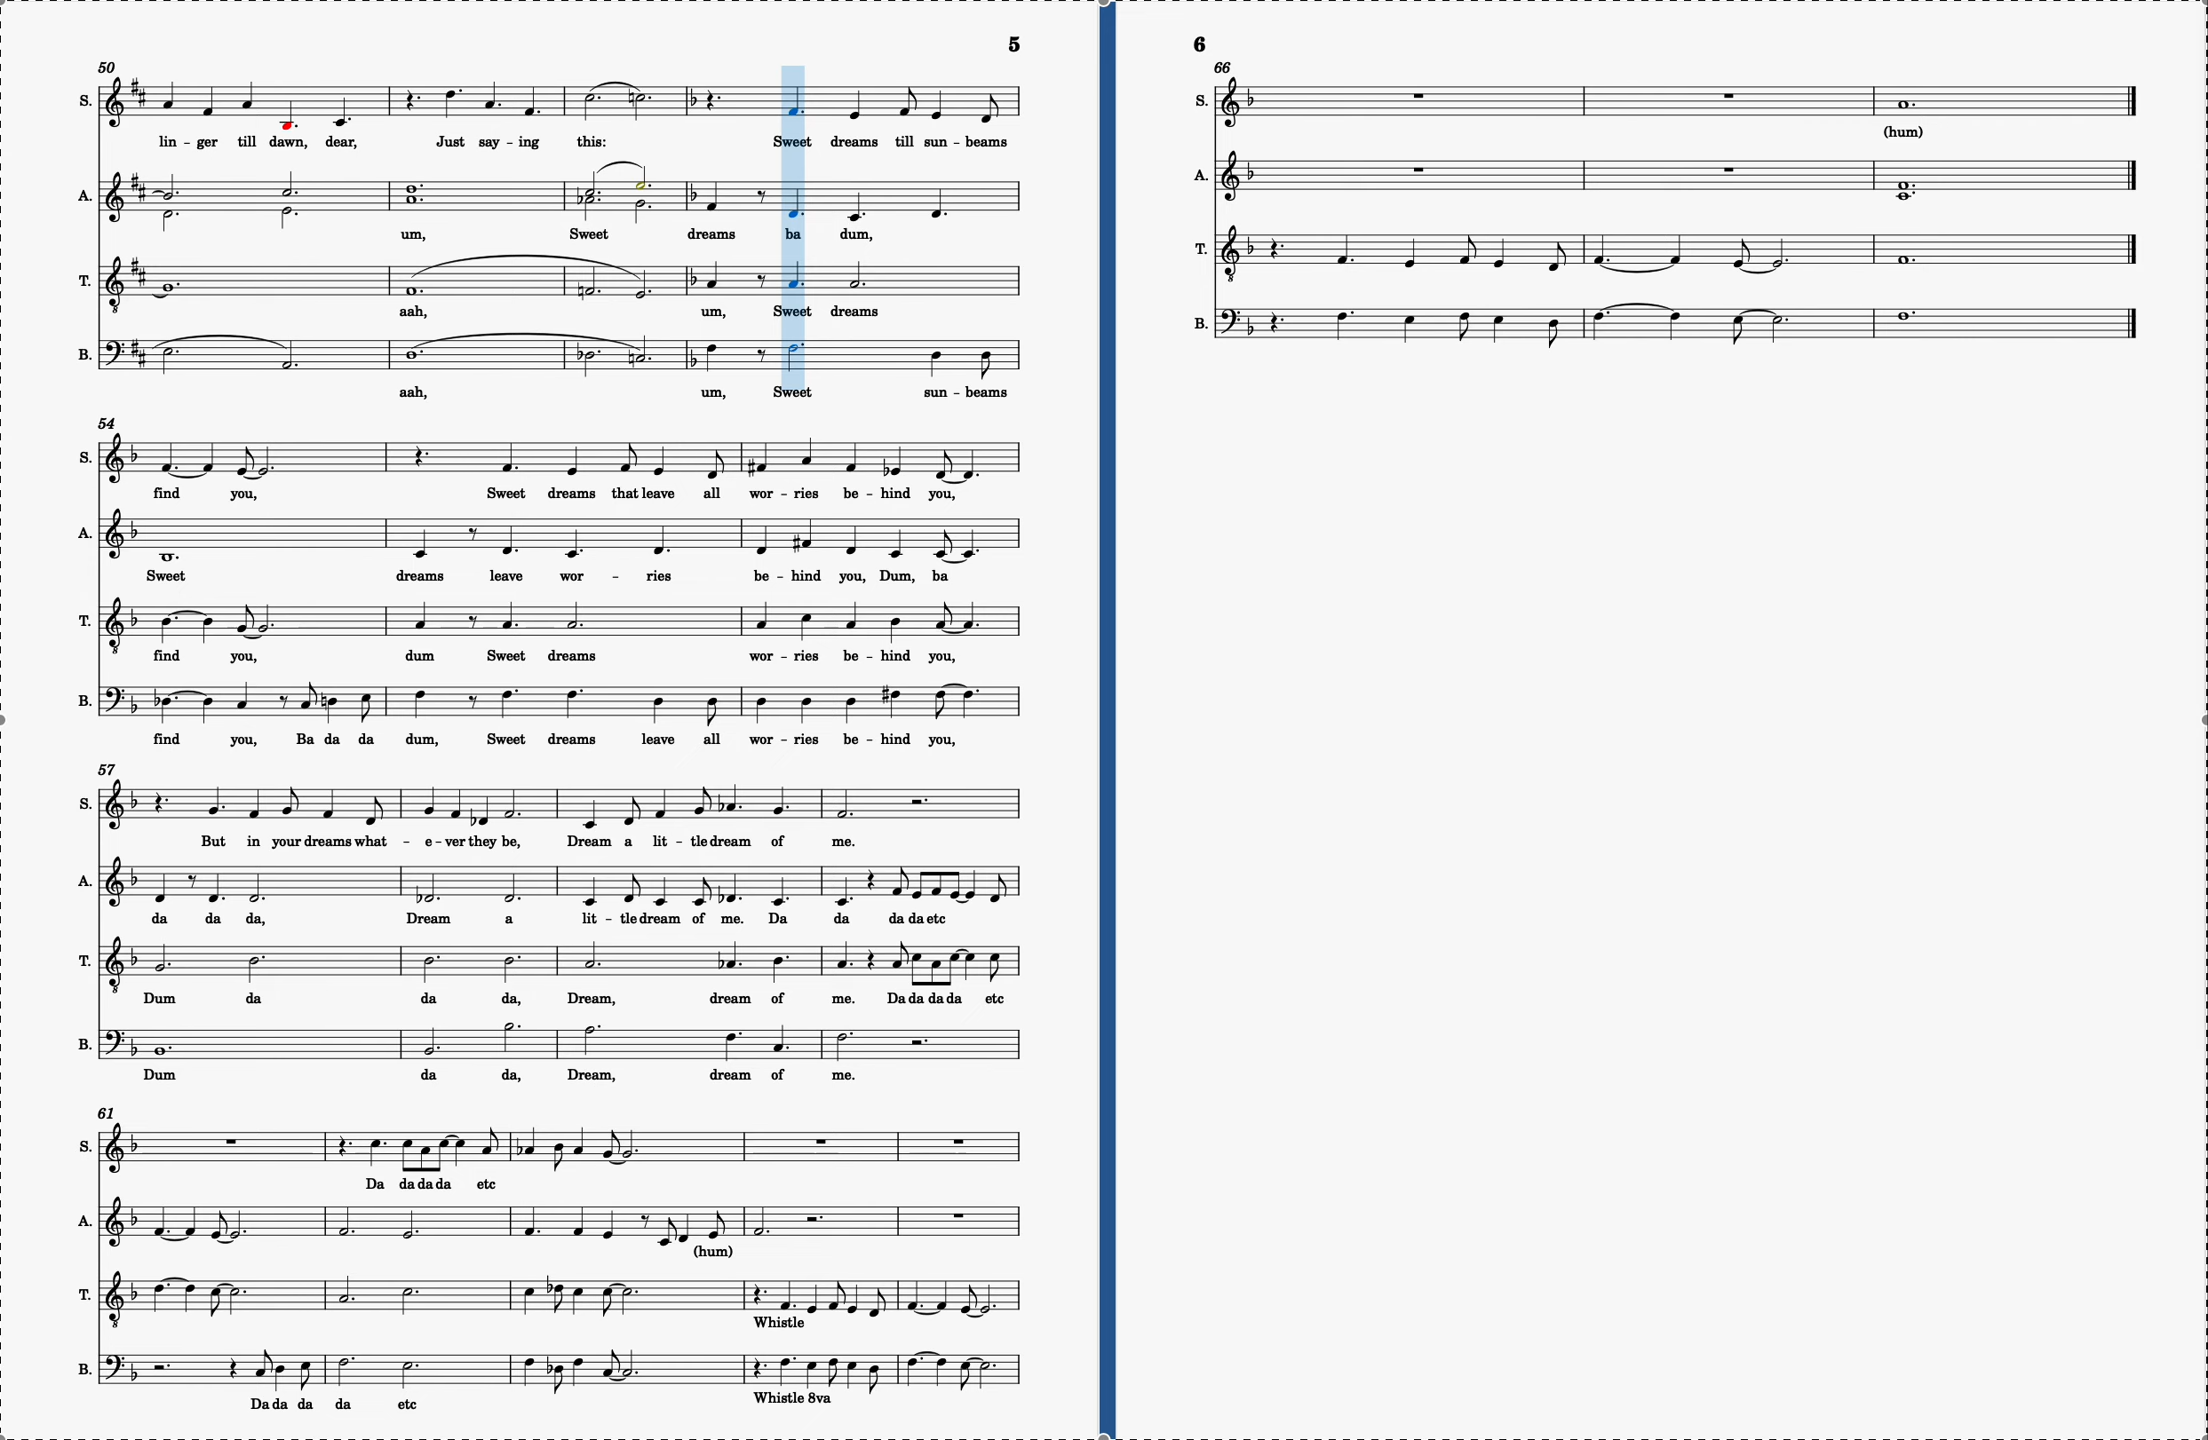 5
50
S.
lin - ger till dawn, dear, Just say - ing this: Sweet dreams till sun - beams
A.
um, Sweet dreams ba dum,
T.
aah, um, Sweet dreams
B.
aah, um, Sweet sun - beams
54
S.
find you, Sweet dreams that leave all wor - ries be - hind you,
A.
Sweet dreams leave wor - ries be - hind you, Dum, ba
T.
find you, dum Sweet dreams wor - ries be - hind you,
B.
find you, Ba da da dum, Sweet dreams leave all wor - ries be - hind you,
57
S.
But in your dreams what - e - ver they be, Dream a lit - tle dream of me.
A.
da da da, Dream a lit - tle dream of me. Da da da da etc
T.
Dum da da da, Dream, dream of me. Da da da da etc
B.
Dum da da da, Dream, dream of me.
61
S.
Da da da da etc
A.
(hum)
T.
Whistle
B.
Da da da da etc Whistle 8va
6
66
S.
(hum)
A.
T.
B.